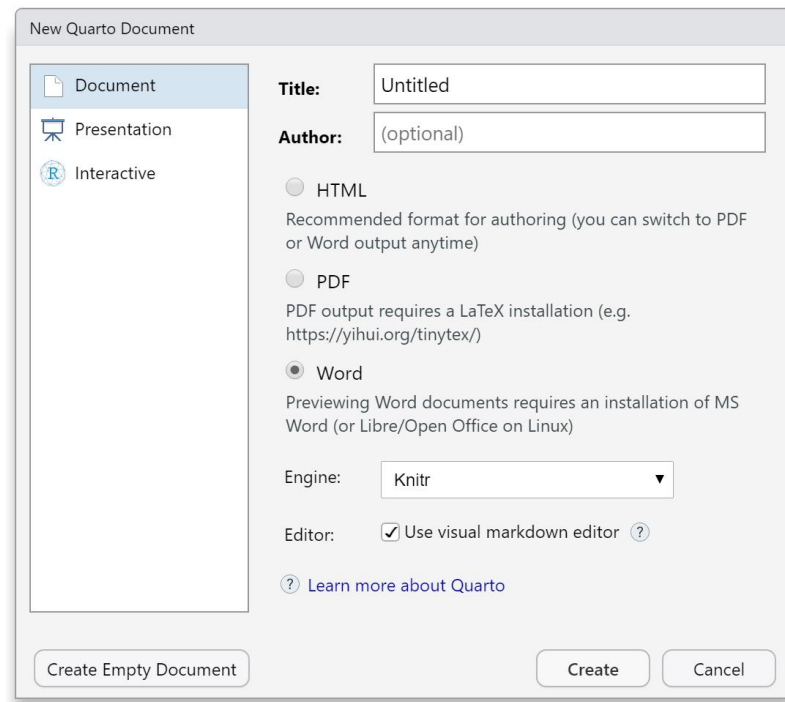 New Quarto Document
Document
Presentation
R Interactive
Title: Untitled
Author: (optional)
HTML
Recommended format for authoring (you can switch to PDF
or Word output anytime)
PDF
PDF output requires a LaTeX installation (e.g.
https://yihui.org/tinytex/)
Word
Previewing Word documents requires an installation of MS
Word (or Libre/Open Office on Linux)
Engine: Knitr
Editor: Use visual markdown editor ?
? Learn more about Quarto
Create Empty Document
Create
Cancel